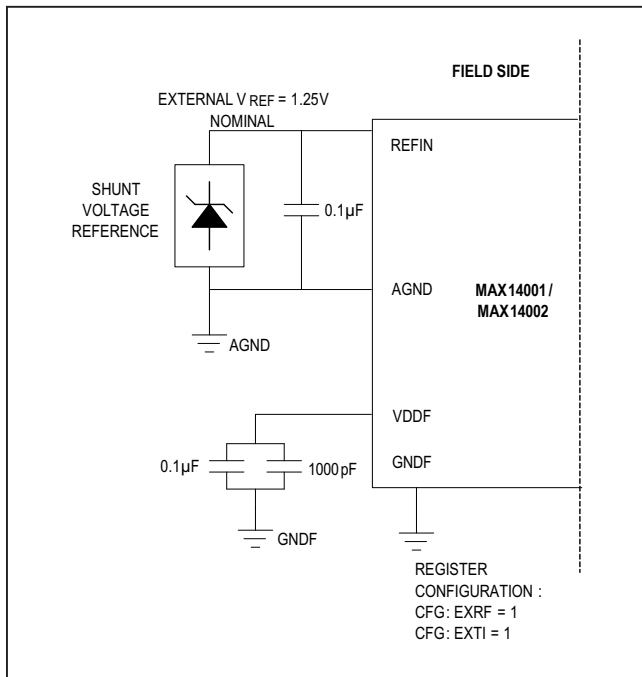 FIELD SIDE
EXTERNAL V REF = 1.25V
NOMINAL
REFIN
SHUNT
VOLTAGE
REFERENCE
0.1µF
AGND
MAX14001/
MAX14002
AGND
VDDF
0.1µF
1000pF
GNDF
GNDF
REGISTER
CONFIGURATION :
CFG: EXRF = 1
CFG: EXTI = 1